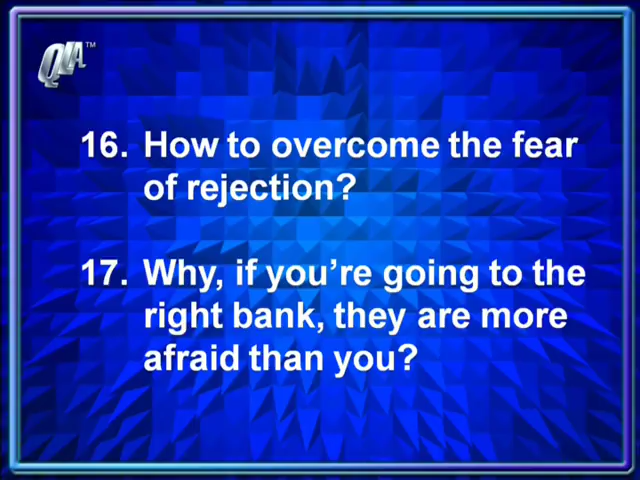 QLA™
16. How to overcome the fear
of rejection?
17. Why, if you're going to the
right bank, they are more
afraid than you?